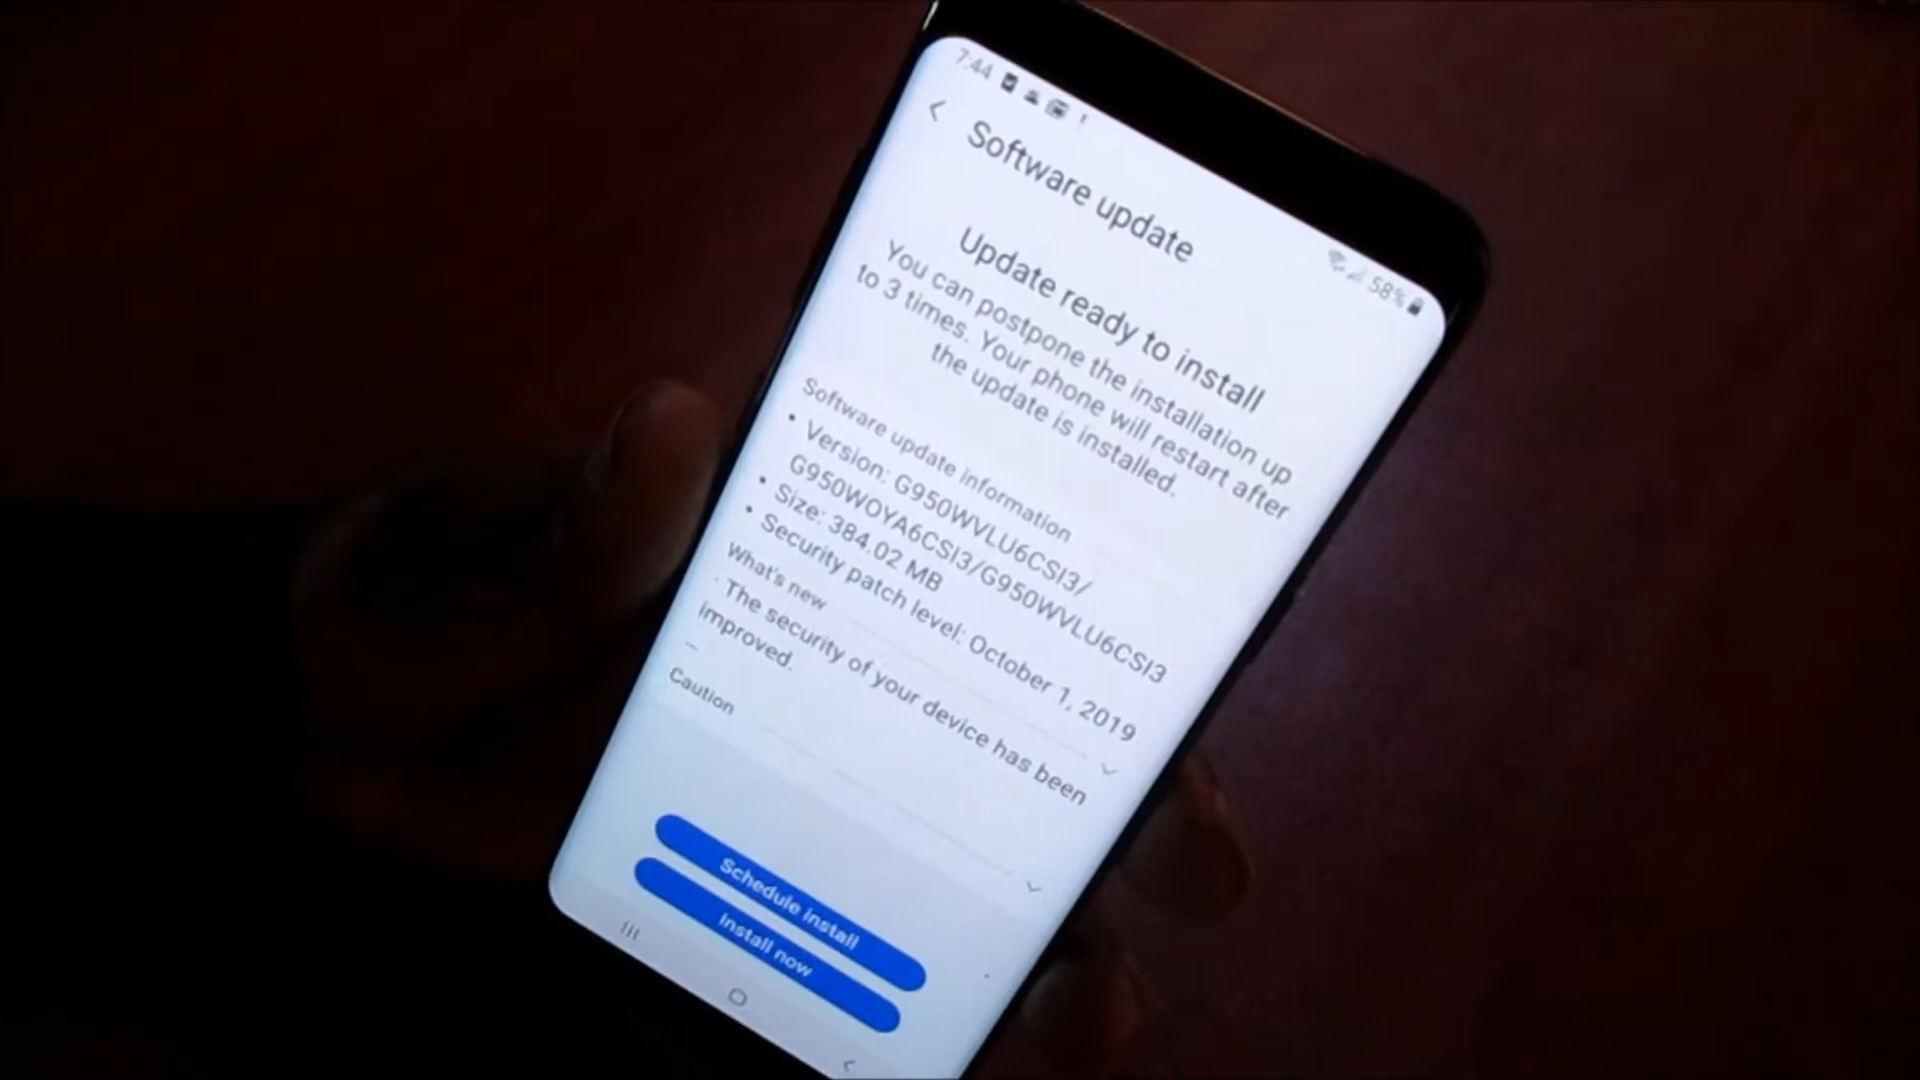 7:44
58%
Software update
Update ready to install
You can postpone the installation up
to 3 times. Your phone will restart after
the update is installed.
Software update information
• Version: G950WVLU6CSI3/
G950WOYA6CSI3/G950WVLU6CSI3
• Size: 384.02 MB
• Security patch level: October 1, 2019
What's new
· The security of your device has been
improved.
...
Caution
Schedule install
Install now